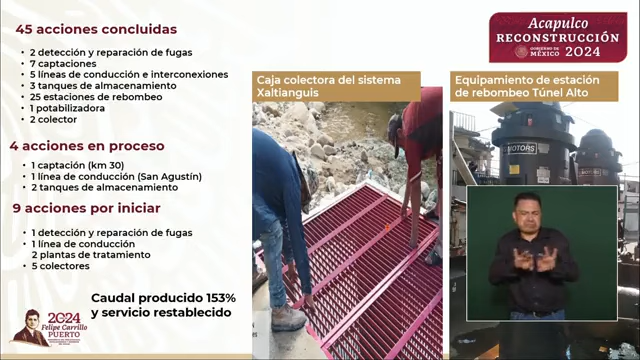 45 acciones concluidas
• 2 detección y reparación de fugas
• 7 captaciones
• 5 líneas de conducción e interconexiones
• 3 tanques de almacenamiento
• 25 estaciones de rebombeo
• 1 potabilizadora
• 2 colector
4 acciones en proceso
• 1 captación (km 30)
• 1 línea de conducción (San Agustín)
• 2 tanques de almacenamiento
9 acciones por iniciar
• 1 detección y reparación de fugas
• 1 línea de conducción
2 plantas de tratamiento
• 5 colectores
Caudal producido 153%
y servicio restablecido
2024
Felipe Carrillo
PUERTO
Acapulco
RECONSTRUCCIÓN
GOBIERNO DE
MÉXICO 2024
Caja colectora del sistema
Xaltianguis
Equipamiento de estación
de rebombeo Túnel Alto
MOTORS